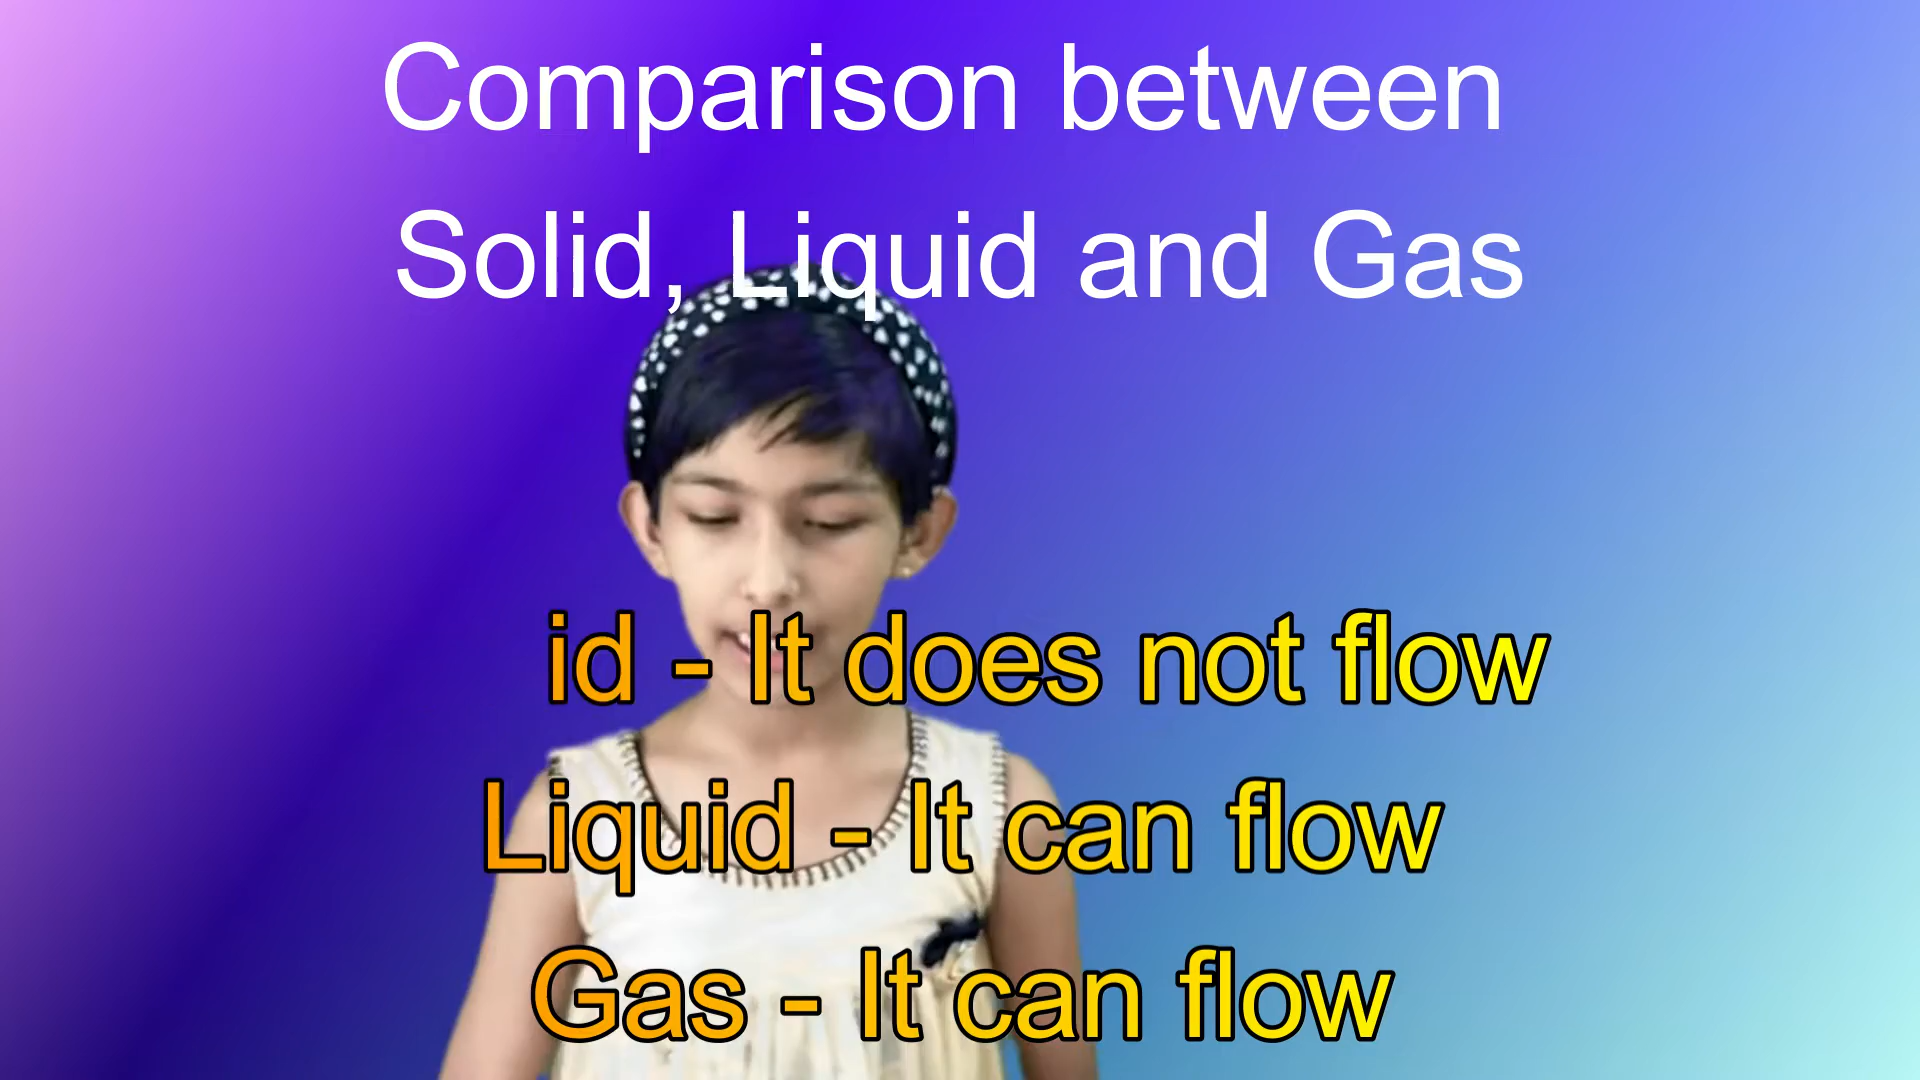 Comparison between
Solid, Liquid and Gas
id - It does not flow
Liquid - It can flow
Gas - It can flow